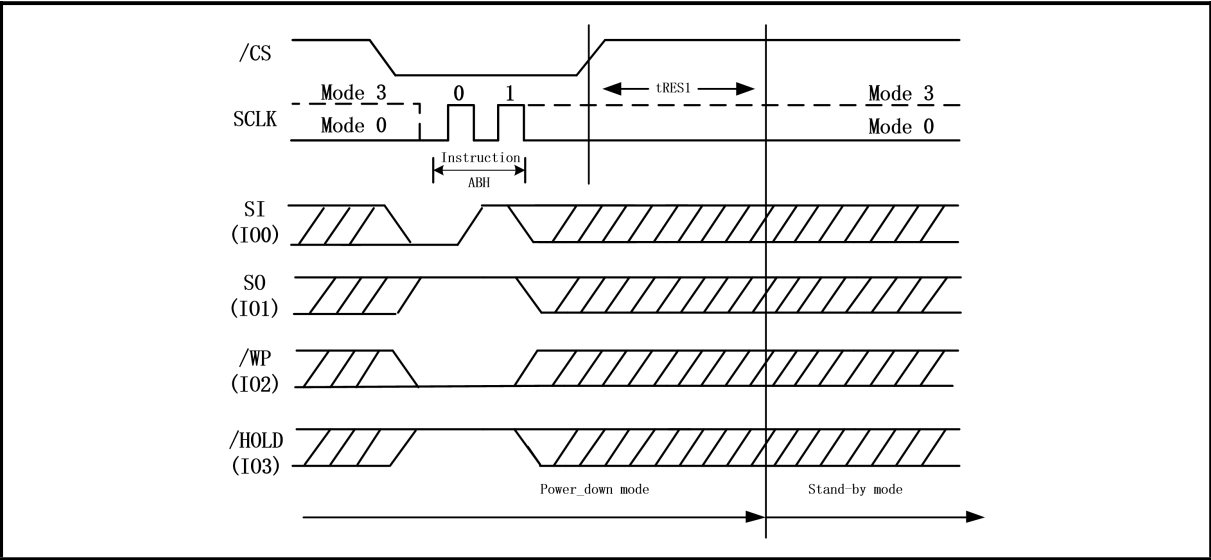 /CS
Mode 3 0 1 tRES1 Mode 3
SCLK
Mode 0 Mode 0
Instruction
ABH
SI
(IO0)
SO
(IO1)
/WP
(IO2)
/HOLD
(IO3)
Power_down mode Stand-by mode